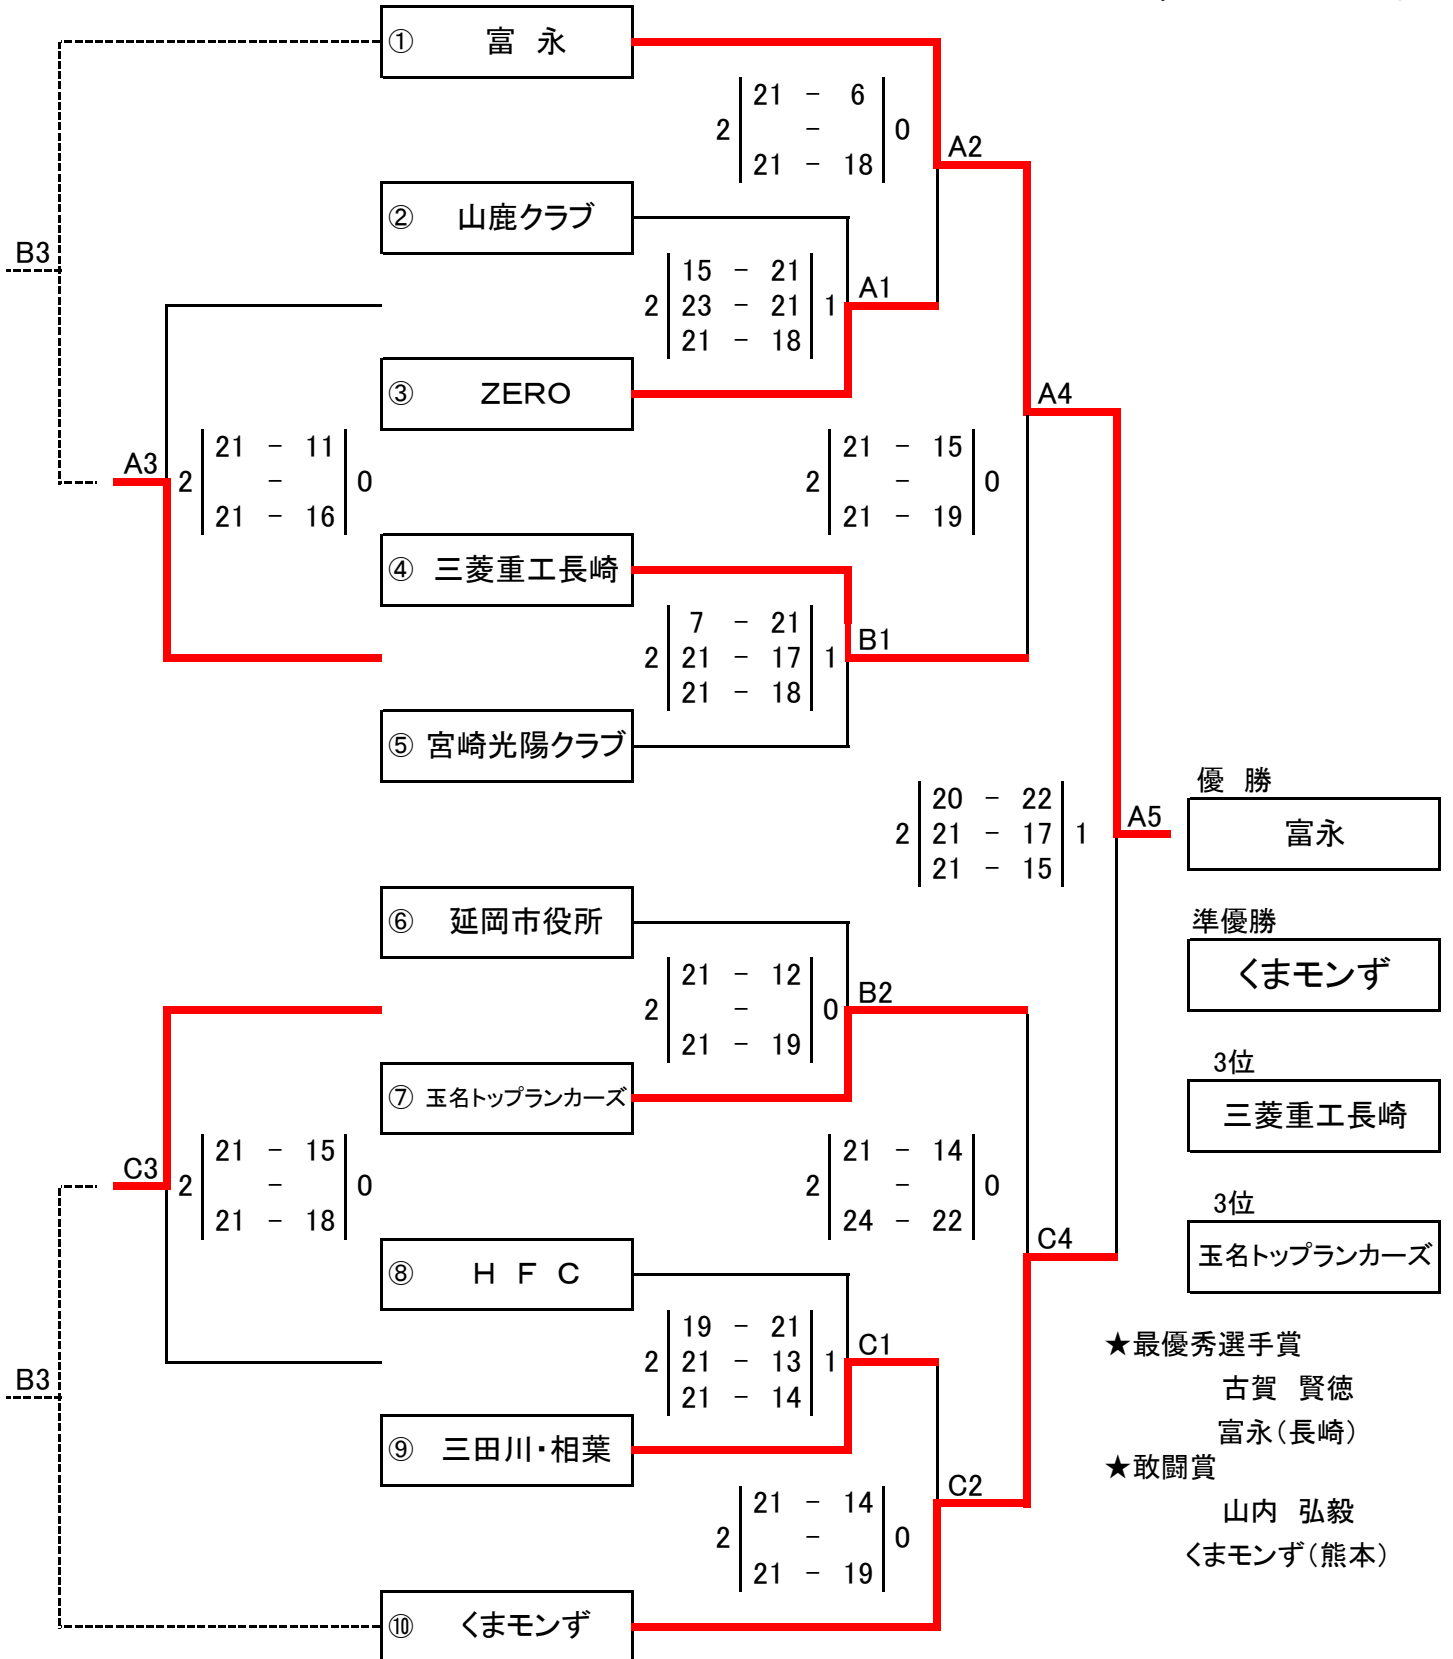 ① 富 永
21 - 6
2 - 0
21 - 18
A2
② 山鹿クラブ
B3
15 - 21
2 23 - 21 1
21 - 18
A1
③ ZERO
A4
21 - 11
A3 2 - 0
21 - 16
21 - 15
2 - 0
21 - 19
④ 三菱重工長崎
7 - 21
2 21 - 17 1
21 - 18
B1
⑤ 宮崎光陽クラブ
優 勝
富永
20 - 22
2 21 - 17 1
21 - 15
A5
⑥ 延岡市役所
準優勝
くまモンず
21 - 12
2 - 0
21 - 19
B2
3位
三菱重工長崎
⑦ 玉名トップランカーズ
21 - 15
C3 2 - 0
21 - 18
21 - 14
2 - 0
24 - 22
C4
3位
玉名トップランカーズ
⑧ H F C
19 - 21
2 21 - 13 1
21 - 14
C1
B3
★最優秀選手賞
古賀 賢徳
富永(長崎)
⑨ 三田川・相葉
★敢闘賞
山内 弘毅
くまモンず(熊本)
C2
21 - 14
2 - 0
21 - 19
⑩ くまモンず